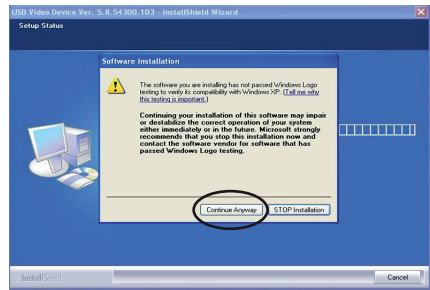 USB Video Device Ver. 5.8.54300.103 - InstallShield Wizard
Setup Status
Software Installation
The software you are installing has not passed Windows Logo
testing to verify its compatibility with Windows XP. (Tell me why
this testing is important.)
Continuing your installation of this software may impair
or destabilize the correct operation of your system
either immediately or in the future. Microsoft strongly
recommends that you stop this installation now and
contact the software vendor for software that has
passed Windows Logo testing.
Continue Anyway
STOP Installation
InstallShield
Cancel